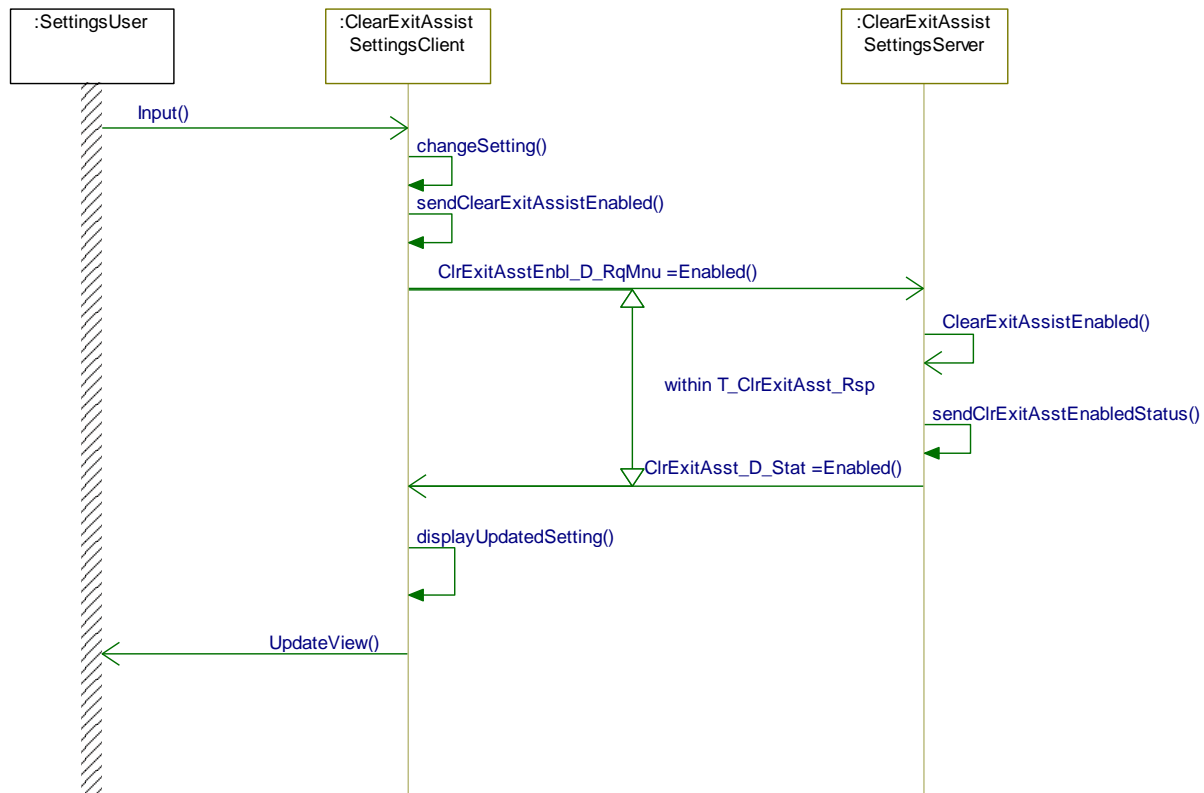 :SettingsUser
:ClearExitAssist
SettingsClient
:ClearExitAssist
SettingsServer
Input()
changeSetting()
sendClearExitAssistEnabled()
ClrExitAsstEnbl_D_RqMnu =Enabled()
ClearExitAssistEnabled()
within T_ClrExitAsst_Rsp
sendClrExitAsstEnabledStatus()
ClrExitAsst_D_Stat =Enabled()
displayUpdatedSetting()
UpdateView()